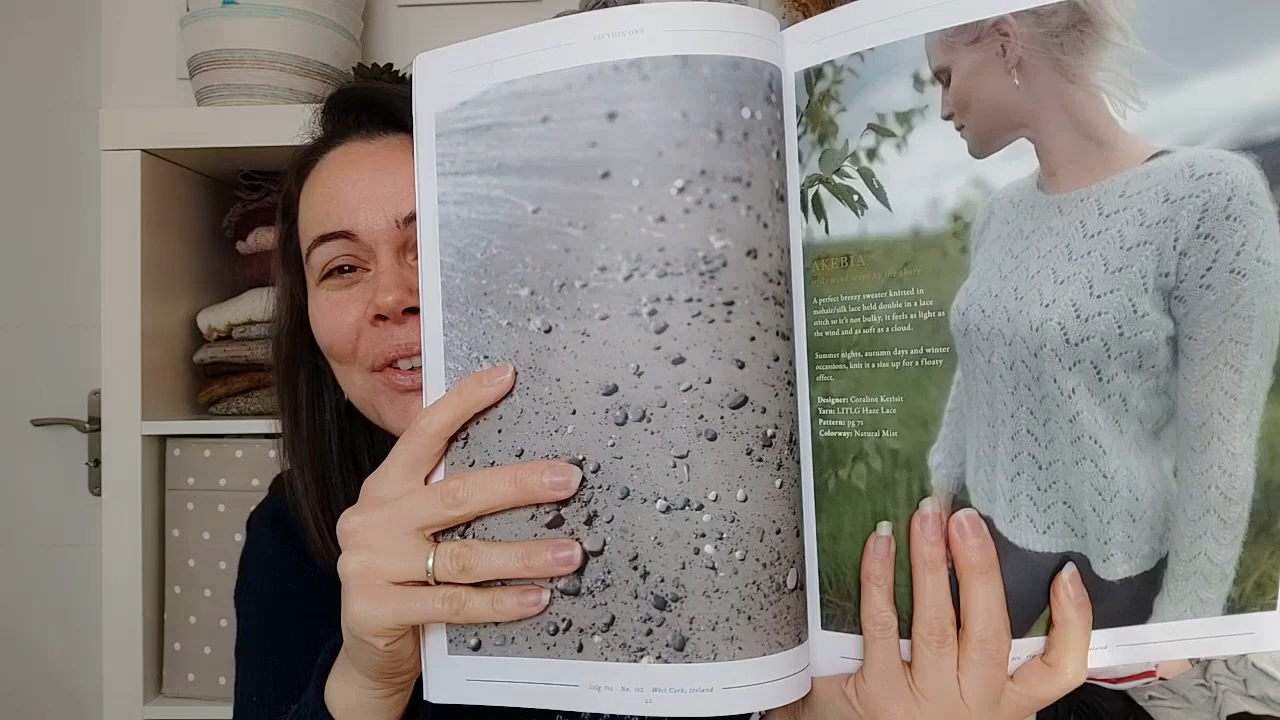 SECTION ONE
AKEBIA
A perfect breezy sweater knitted in
mohair/silk lace held double in a lace
stitch so it's not bulky, it feels as light as
the wind and as soft as a cloud.
Summer nights, autumn days and winter
occassions, knit it a size up for a floaty
effect.
Designer: Coraline Kerisit
Yarn: LITLG Haze Lace
Pattern: pg 71
Colorway: Natural Mist
No. 02 West Cork, Ireland
22